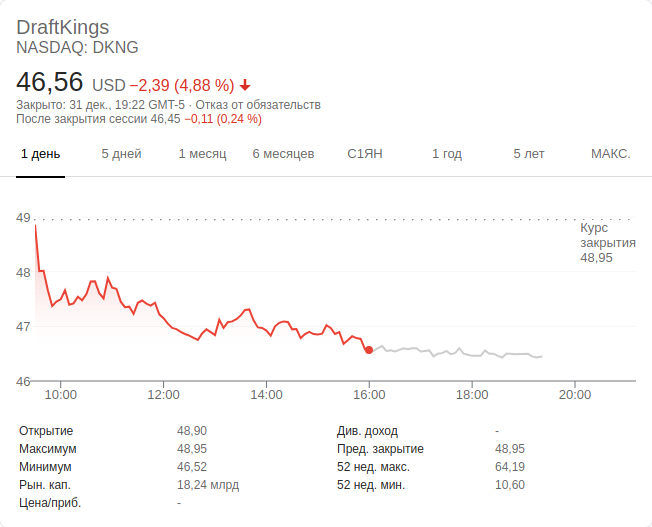 DraftKings
NASDAQ: DKNG
46,56 USD −2,39 (4,88 %)
Закрыто: 31 дек., 19:22 GMT-5 · Отказ от обязательств
После закрытия сессии 46,45 −0,11 (0,24 %)
1 день 5 дней 1 месяц 6 месяцев С1ЯН 1 год 5 лет МАКС.
49
Курс
закрытия
48,95
48
47
46
10:00 12:00 14:00 16:00 18:00 20:00
Открытие 48,90 Див. доход -
Максимум 48,95 Пред. закрытие 48,95
Минимум 46,52 52 нед. макс. 64,19
Рын. кап. 18,24 млрд 52 нед. мин. 10,60
Цена/приб. -